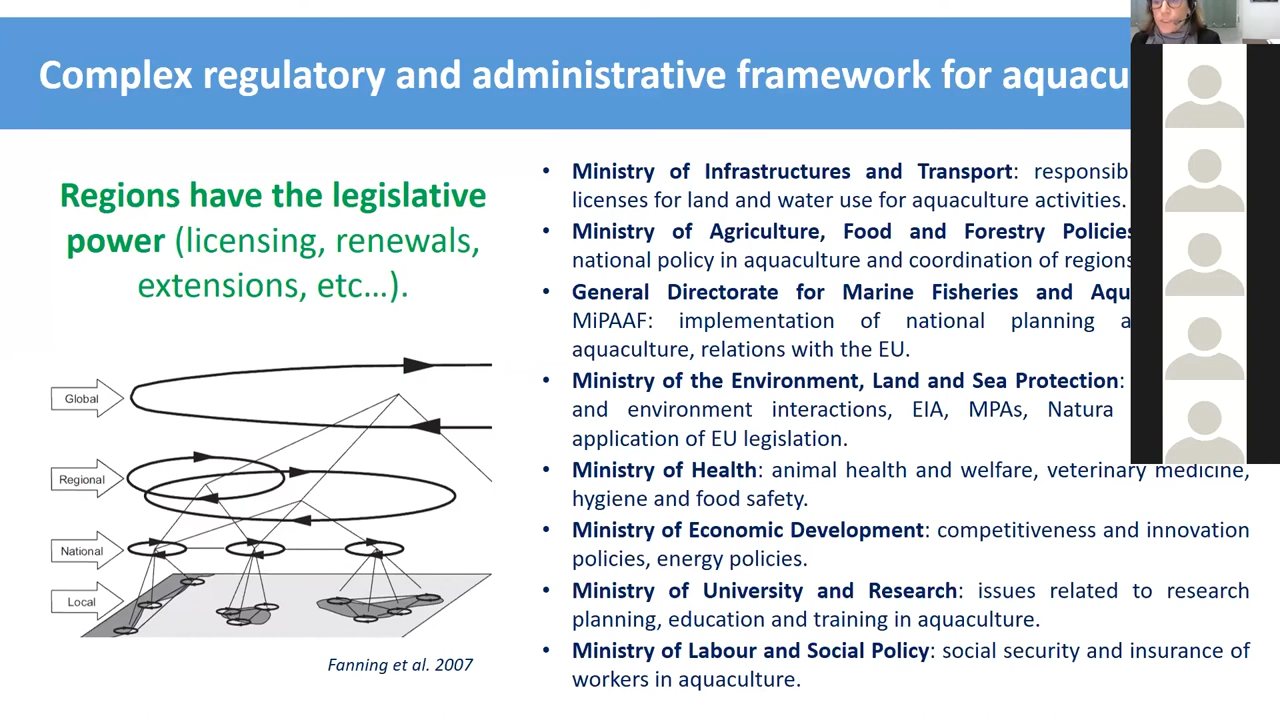 Complex regulatory and administrative framework for
Regions have the legislative
power (licensing, renewals,
extensions, etc...).
Global
Regional
National
Local
Fanning et al. 2007
• Ministry of Infrastructures and Transport:
licenses for land and water use for aquaculture activities.
• Ministry of Agriculture, Food and Forestry Policies
national policy in aquaculture and coordination of regions
• General Directorate for Marine Fisheries and
MiPAAF: implementation of national planning
aquaculture, relations with the EU.
• Ministry of the Environment, Land and Sea Protection:
and environment interactions, EIA, MPAs, Natura
application of EU legislation.
• Ministry of Health: animal health and welfare, veterinary medicine,
hygiene and food safety.
• Ministry of Economic Development: competitiveness and innovation
policies, energy policies.
• Ministry of University and Research: issues related to research
planning, education and training in aquaculture.
• Ministry of Labour and Social Policy: social security and insurance of
workers in aquaculture.